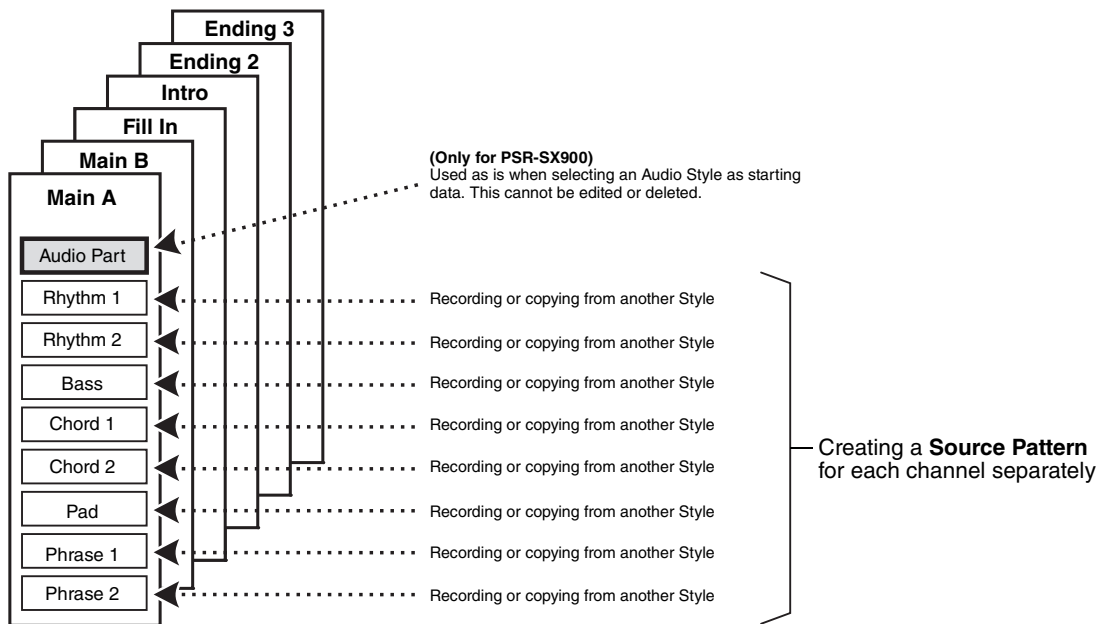 Ending 3
Ending 2
Intro
Fill In
Main B
Main A
(Only for PSR-SX900)
Used as is when selecting an Audio Style as starting
data. This cannot be edited or deleted.
Audio Part
Rhythm 1
Recording or copying from another Style
Rhythm 2
Recording or copying from another Style
Bass
Recording or copying from another Style
Chord 1
Recording or copying from another Style
Chord 2
Recording or copying from another Style
Pad
Recording or copying from another Style
Phrase 1
Recording or copying from another Style
Phrase 2
Recording or copying from another Style
Creating a Source Pattern
for each channel separately